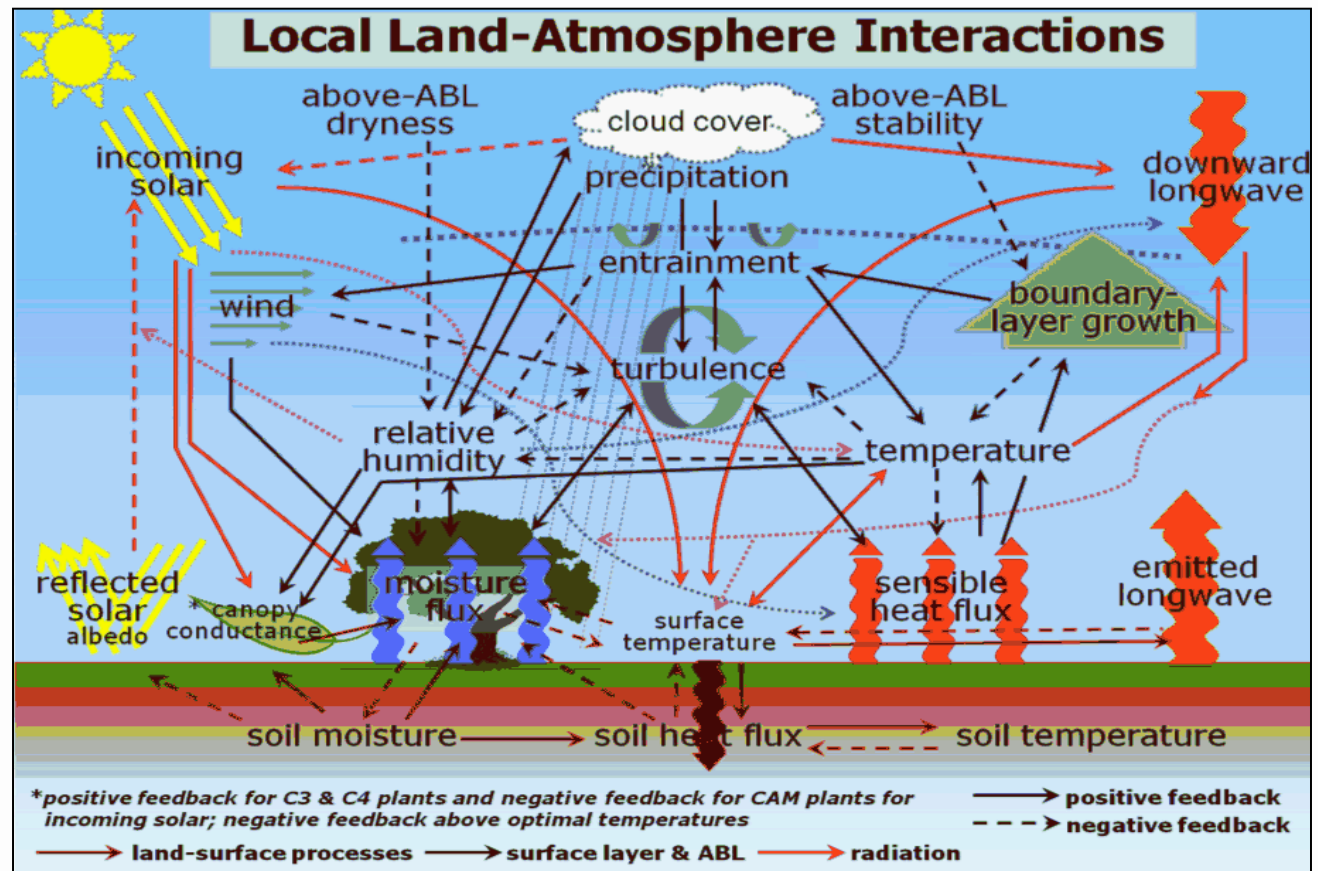 Local Land-Atmosphere Interactions
above-ABL
dryness
cloud cover
above-ABL
stability
incoming
solar
precipitation
downward
longwave
entrainment
wind
boundary-
layer growth
turbulence
relative
humidity
temperature
reflected
solar
albedo
* canopy
conductance
moisture
flux
surface
temperature
sensible
heat flux
emitted
longwave
soil moisture
soil heat flux
soil temperature
*positive feedback for C3 & C4 plants and negative feedback for CAM plants for
incoming solar; negative feedback above optimal temperatures
positive feedback
negative feedback
land-surface processes
surface layer & ABL
radiation